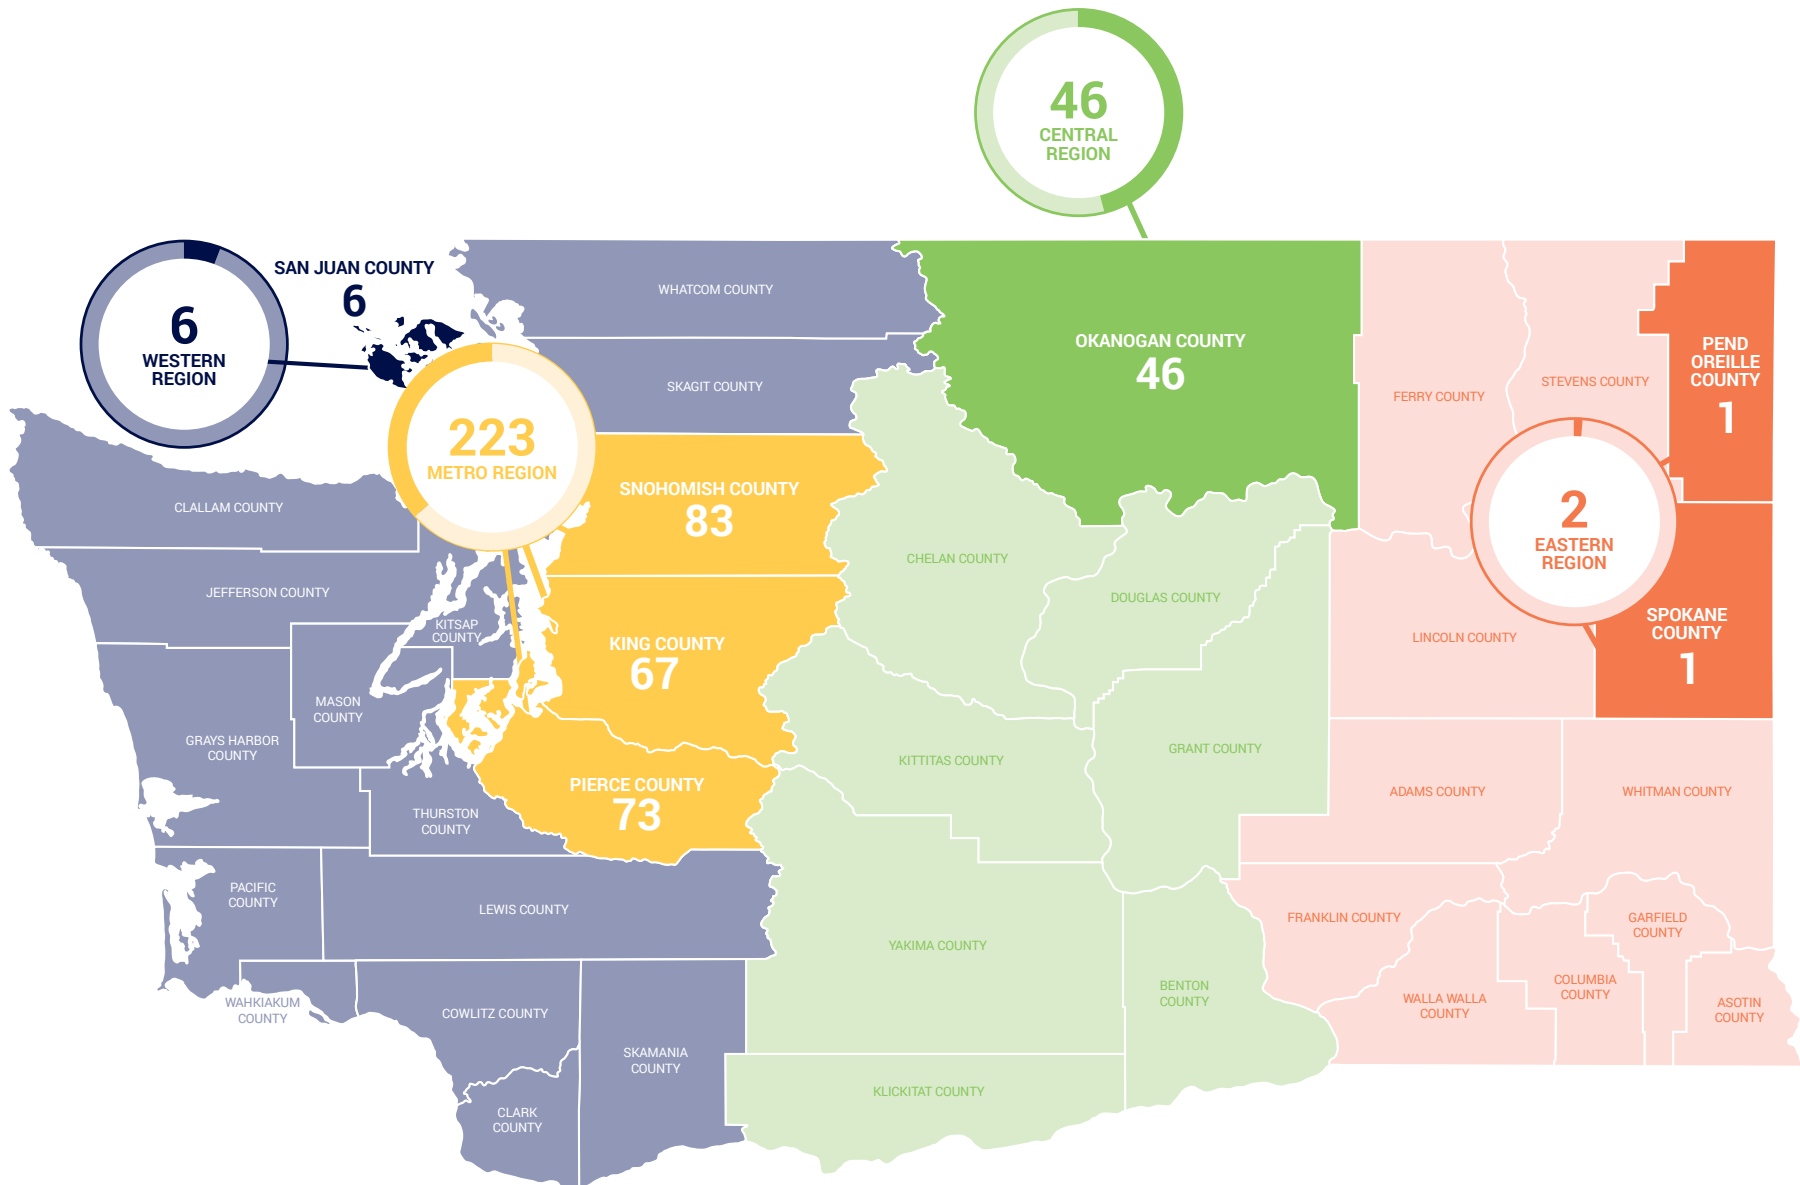 46
CENTRAL
REGION
6
WESTERN
REGION
SAN JUAN COUNTY
6
223
METRO REGION
2
EASTERN
REGION
WHATCOM COUNTY
SKAGIT COUNTY
OKANOGAN COUNTY
46
FERRY COUNTY
STEVENS COUNTY
PEND
OREILLE
COUNTY
1
CLALLAM COUNTY
SNOHOMISH COUNTY
83
CHELAN COUNTY
JEFFERSON COUNTY
DOUGLAS COUNTY
KITSAP
COUNTY
KING COUNTY
67
LINCOLN COUNTY
SPOKANE
COUNTY
1
MASON
COUNTY
GRAYS HARBOR
COUNTY
KITTITAS COUNTY
GRANT COUNTY
PIERCE COUNTY
73
ADAMS COUNTY
WHITMAN COUNTY
THURSTON
COUNTY
PACIFIC
COUNTY
LEWIS COUNTY
YAKIMA COUNTY
FRANKLIN COUNTY
GARFIELD
COUNTY
WAHKIAKUM
COUNTY
COWLITZ COUNTY
BENTON
COUNTY
WALLA WALLA
COUNTY
COLUMBIA
COUNTY
ASOTIN
COUNTY
SKAMANIA
COUNTY
KLICKITAT COUNTY
CLARK
COUNTY